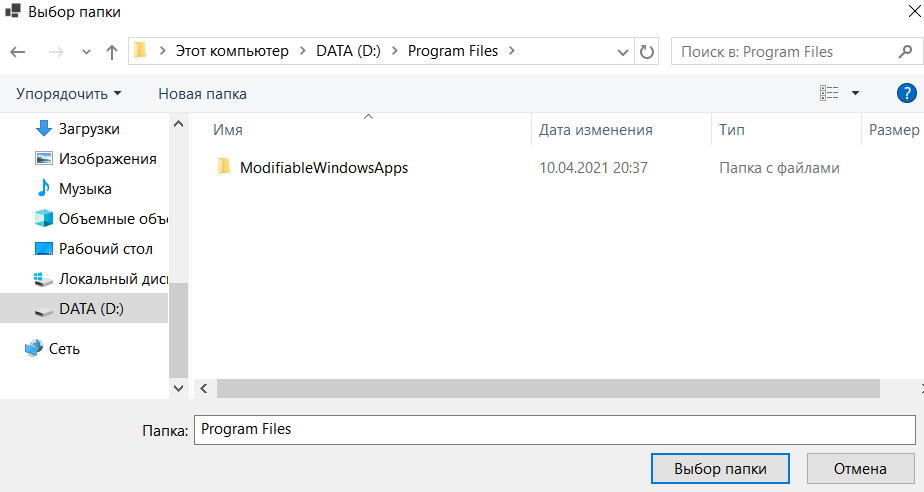 Выбор папки
Этот компьютер > DATA (D:) > Program Files >
Поиск в: Program Files
Упорядочить
Новая папка
?
Загрузки
Изображения
Музыка
Объемные объ
Рабочий стол
Локальный дис
DATA (D:)
Сеть
Имя
Дата изменения
Тип
Размер
ModifiableWindowsApps
10.04.2021 20:37
Папка с файлами
Папка:
Program Files
Выбор папки
Отмена